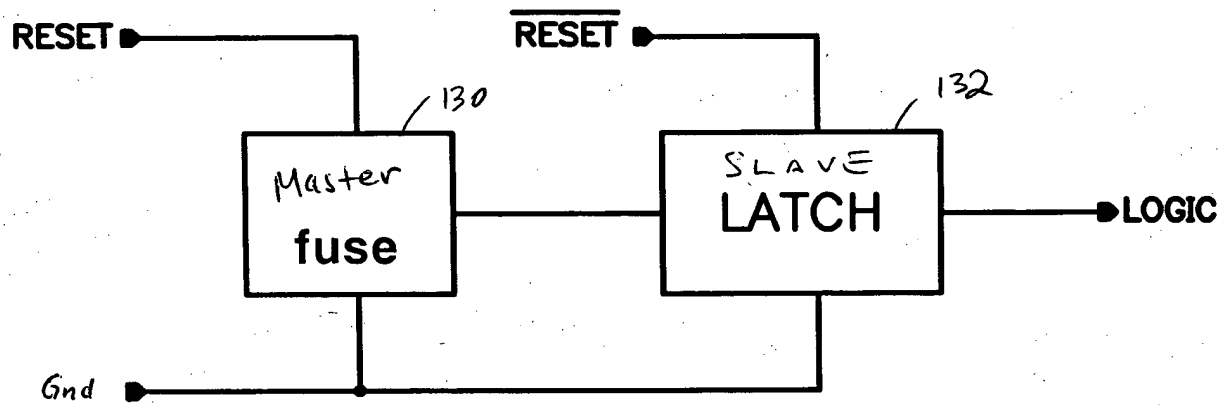 RESET
RESET
130
132
Master
fuse
SLAVE
LATCH
LOGIC
Gnd